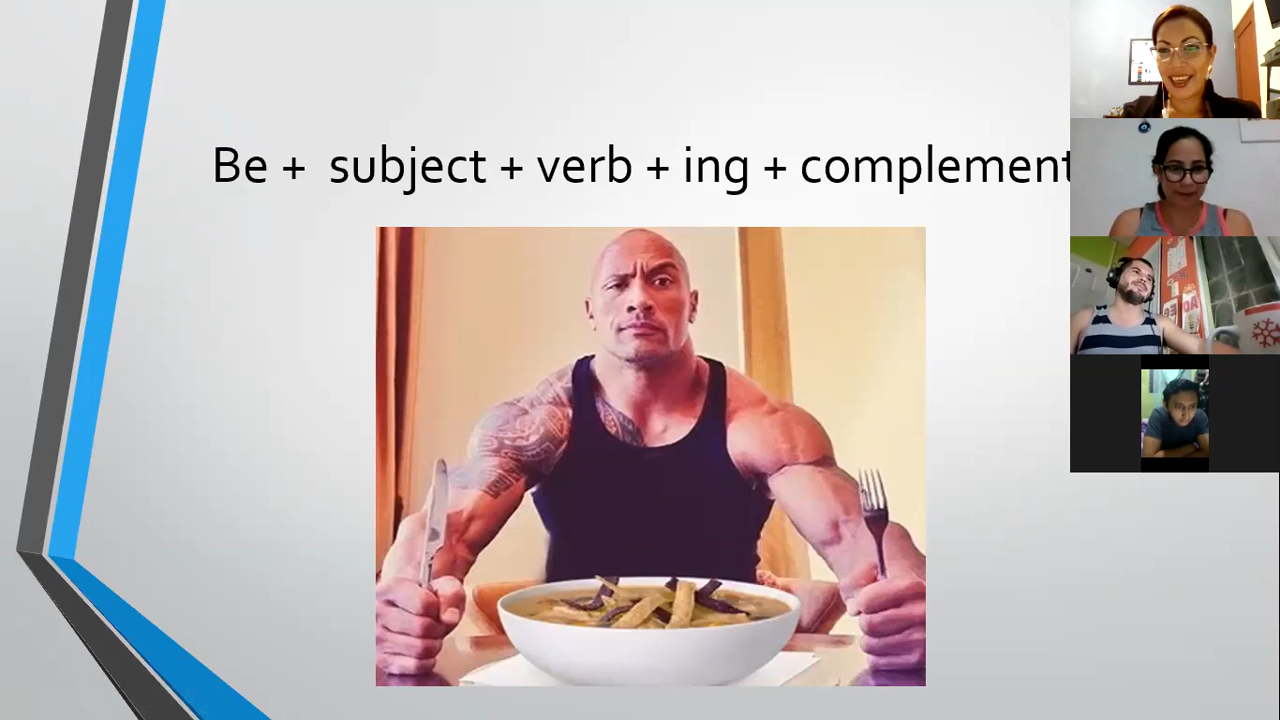 Be + subject + verb + ing + complement